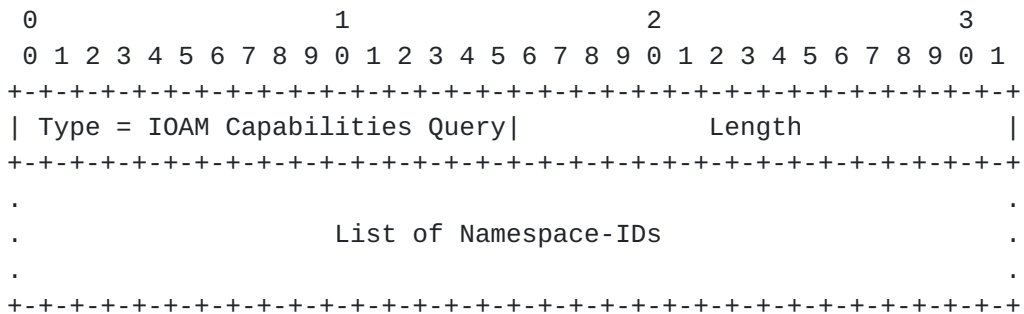 0                   1                   2                   3
 0 1 2 3 4 5 6 7 8 9 0 1 2 3 4 5 6 7 8 9 0 1 2 3 4 5 6 7 8 9 0 1
+-+-+-+-+-+-+-+-+-+-+-+-+-+-+-+-+-+-+-+-+-+-+-+-+-+-+-+-+-+-+-+-+
| Type = IOAM Capabilities Query|            Length             |
+-+-+-+-+-+-+-+-+-+-+-+-+-+-+-+-+-+-+-+-+-+-+-+-+-+-+-+-+-+-+-+-+
.                                                               .
.                    List of Namespace-IDs                      .
.                                                               .
+-+-+-+-+-+-+-+-+-+-+-+-+-+-+-+-+-+-+-+-+-+-+-+-+-+-+-+-+-+-+-+-+